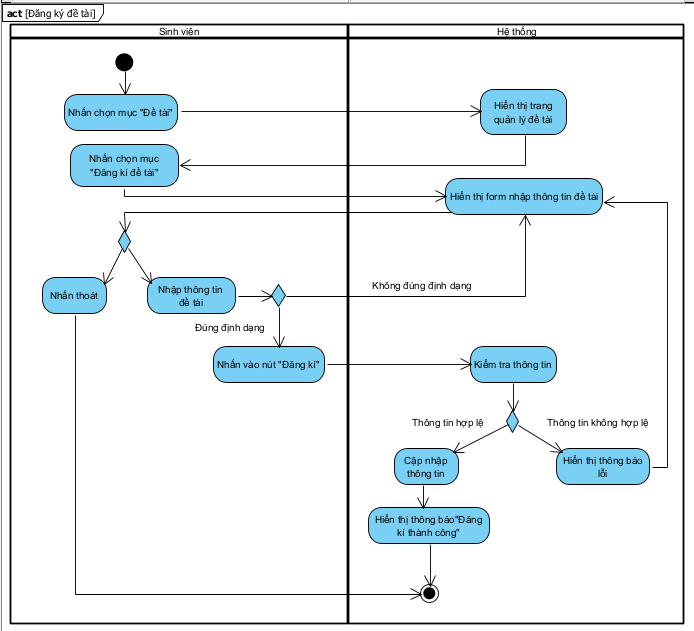 act [Đăng ký đề tài]
Sinh viên
Hệ thống
Nhấn chọn mục "Đề tài"
Hiển thị trang
quản lý đề tài
Nhấn chọn mục
"Đăng kí đề tài"
Hiển thị form nhập thông tin đề tài
Nhấn thoát
Nhập thông tin
đề tài
Không đúng định dạng
Đúng định dạng
Nhấn vào nút "Đăng kí"
Kiểm tra thông tin
Thông tin hợp lệ
Thông tin không hợp lệ
Cập nhập
thông tin
Hiển thị thông báo
lỗi
Hiển thị thông báo"Đăng
kí thành công"